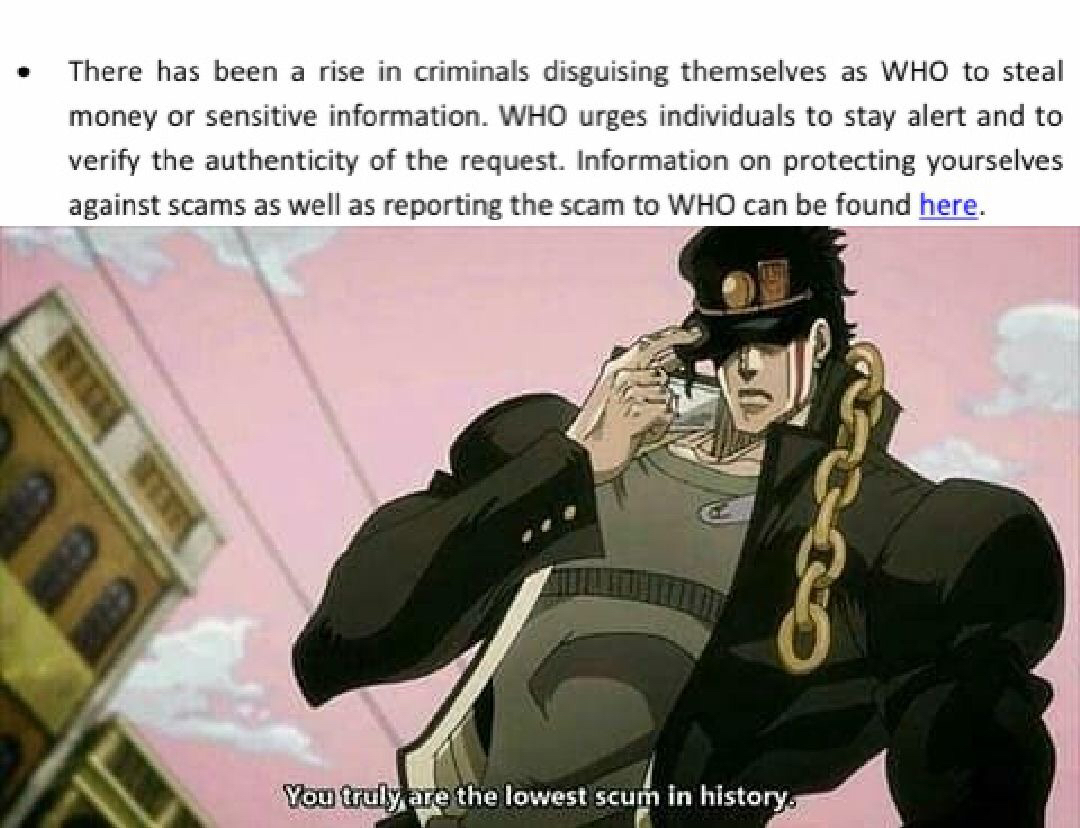 • There has been a rise in criminals disguising themselves as WHO to steal
money or sensitive information. WHO urges individuals to stay alert and to
verify the authenticity of the request. Information on protecting yourselves
against scams as well as reporting the scam to WHO can be found here.
You truly are the lowest scum in history.